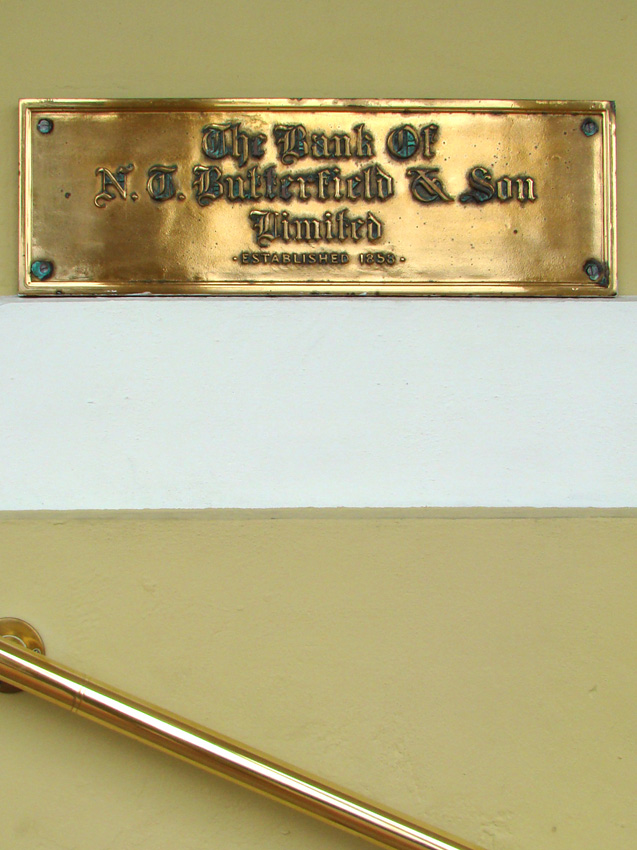 The Bank Of
N. T. Butterfield & Son
Limited
·ESTABLISHED 1858·